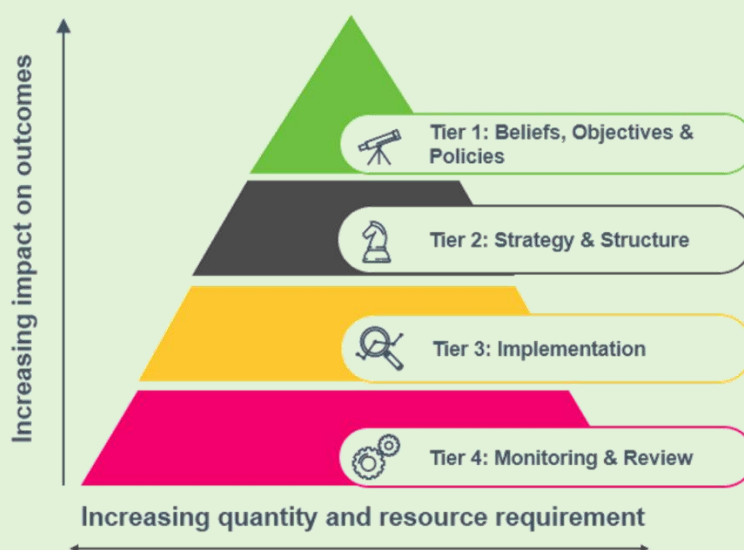 Increasing impact on outcomes
Tier 1: Beliefs, Objectives &
Policies
Tier 2: Strategy & Structure
Tier 3: Implementation
Tier 4: Monitoring & Review
Increasing quantity and resource requirement